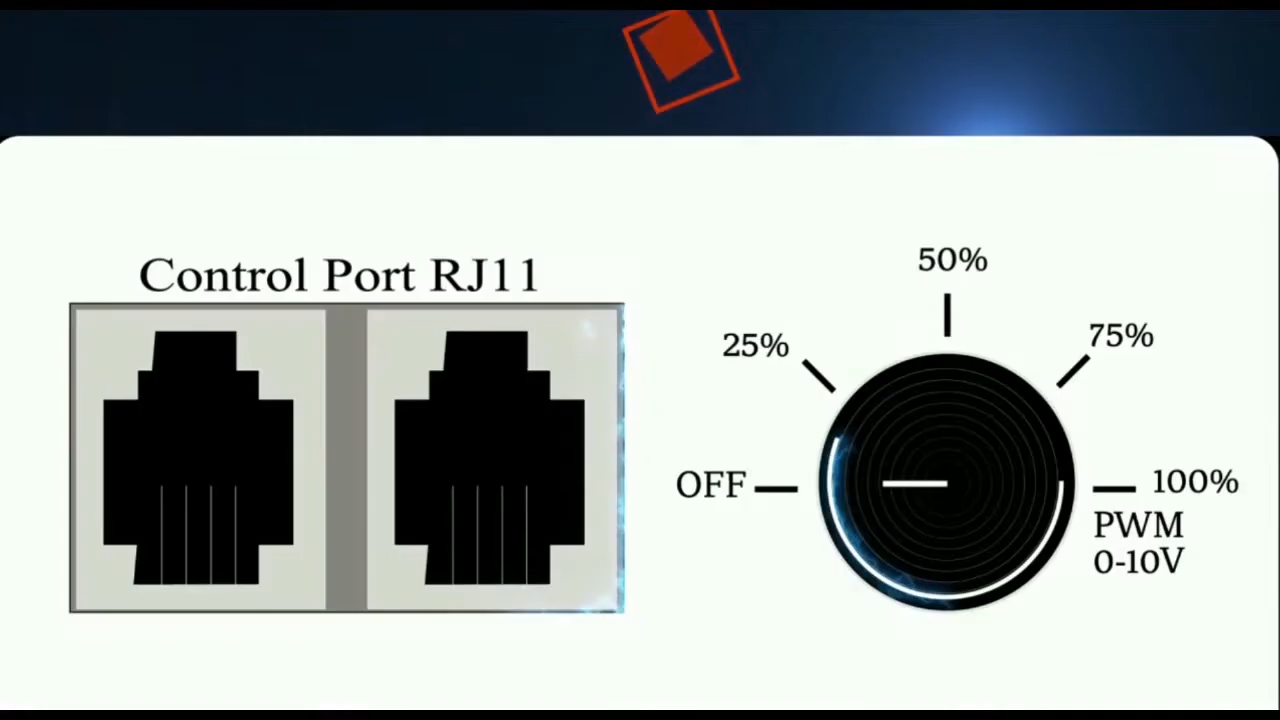 Control Port RJ11
50%
25%
75%
OFF
100%
PWM
0-10V